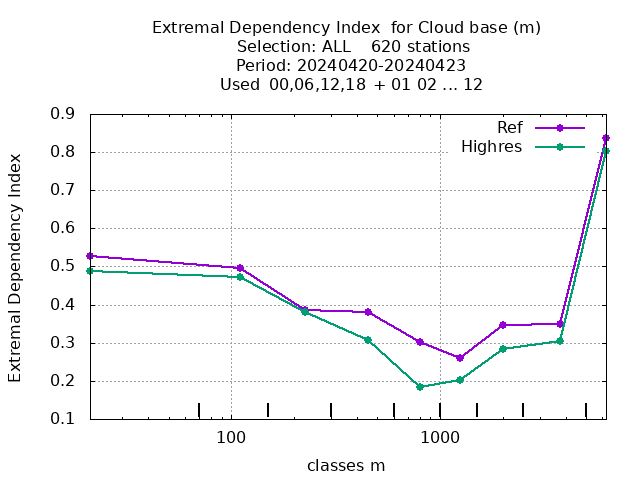 Extremal Dependency Index  for Cloud base (m)
Selection: ALL    620 stations
Period: 20240420-20240423
Used  00,06,12,18  + 01 02 ... 12
Ref
Highres
0.9
0.8
0.7
0.6
0.5
0.4
0.3
0.2
0.1
Extremal Dependency Index
100
1000
classes m